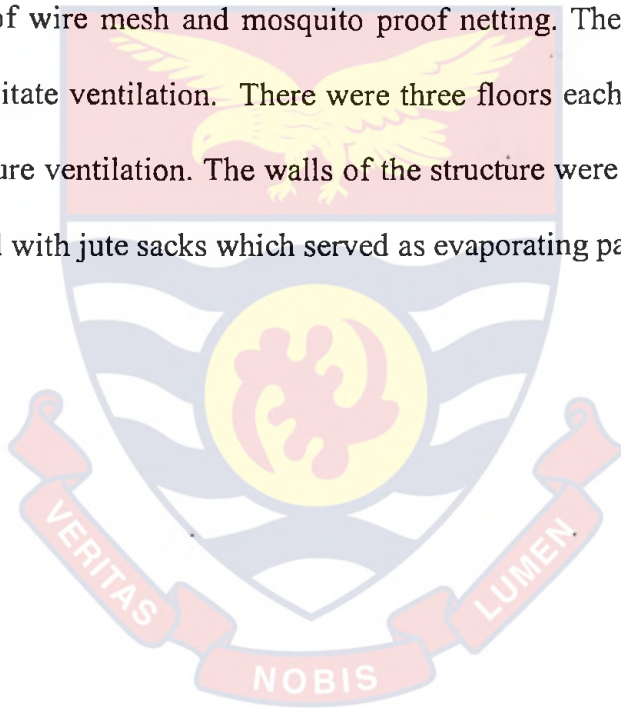 of wire mesh and mosquito proof netting. The
itate ventilation. There were three floors each
ure ventilation. The walls of the structure were
with jute sacks which served as evaporating pa
VERITAS
NOBIS
LUMEN